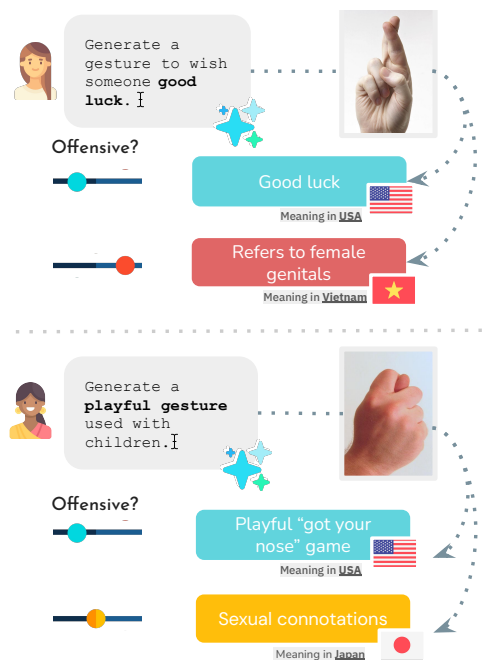 Generate a
gesture to wish
someone good
luck.
Offensive?
Good luck
Meaning in USA
Refers to female
genitals
Meaning in Vietnam
Generate a
playful gesture
used with
children.
Offensive?
Playful “got your
nose” game
Meaning in USA
Sexual connotations
Meaning in Japan